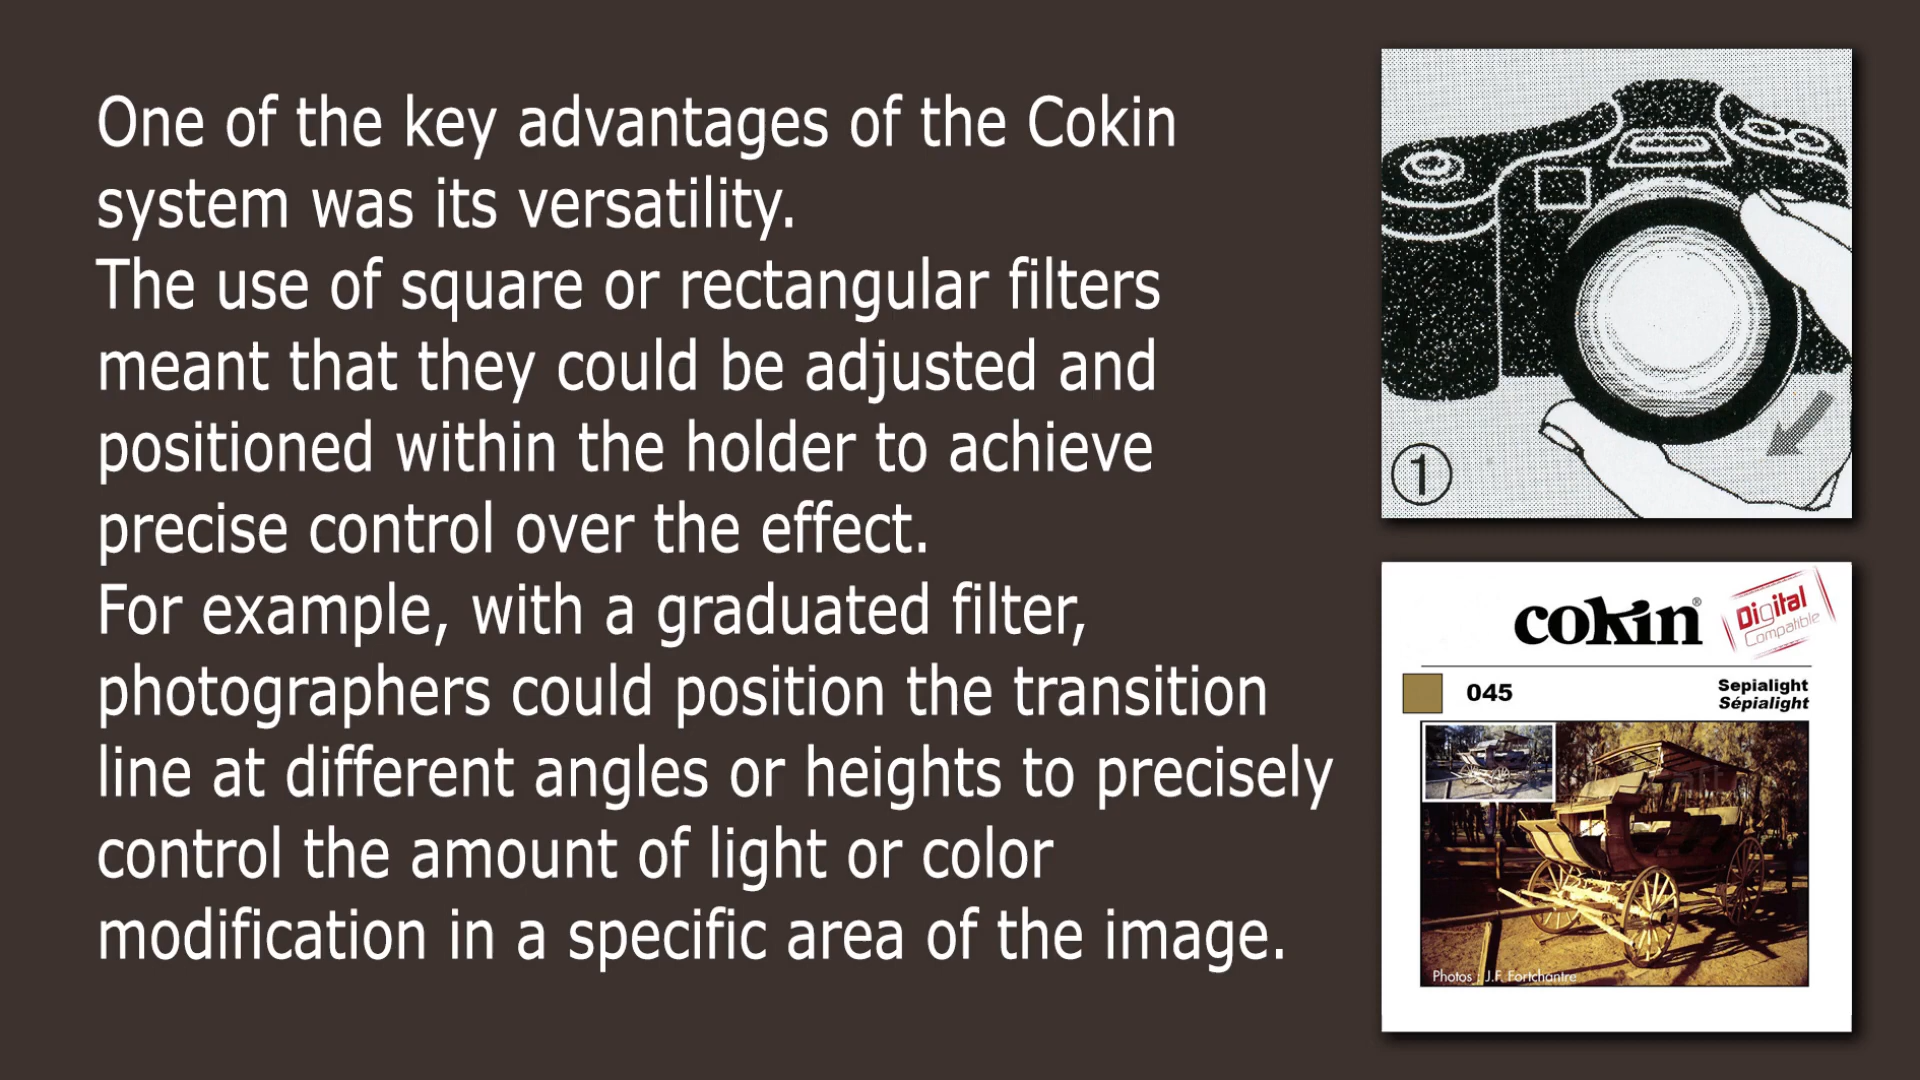 One of the key advantages of the Cokin
system was its versatility.
The use of square or rectangular filters
meant that they could be adjusted and
positioned within the holder to achieve
precise control over the effect.
For example, with a graduated filter,
photographers could position the transition
line at different angles or heights to precisely
control the amount of light or color
modification in a specific area of the image.
1
cokin®
Digital
Compatible
045
Sepialight
Sépialight
Photos : J.F. Fortchantre